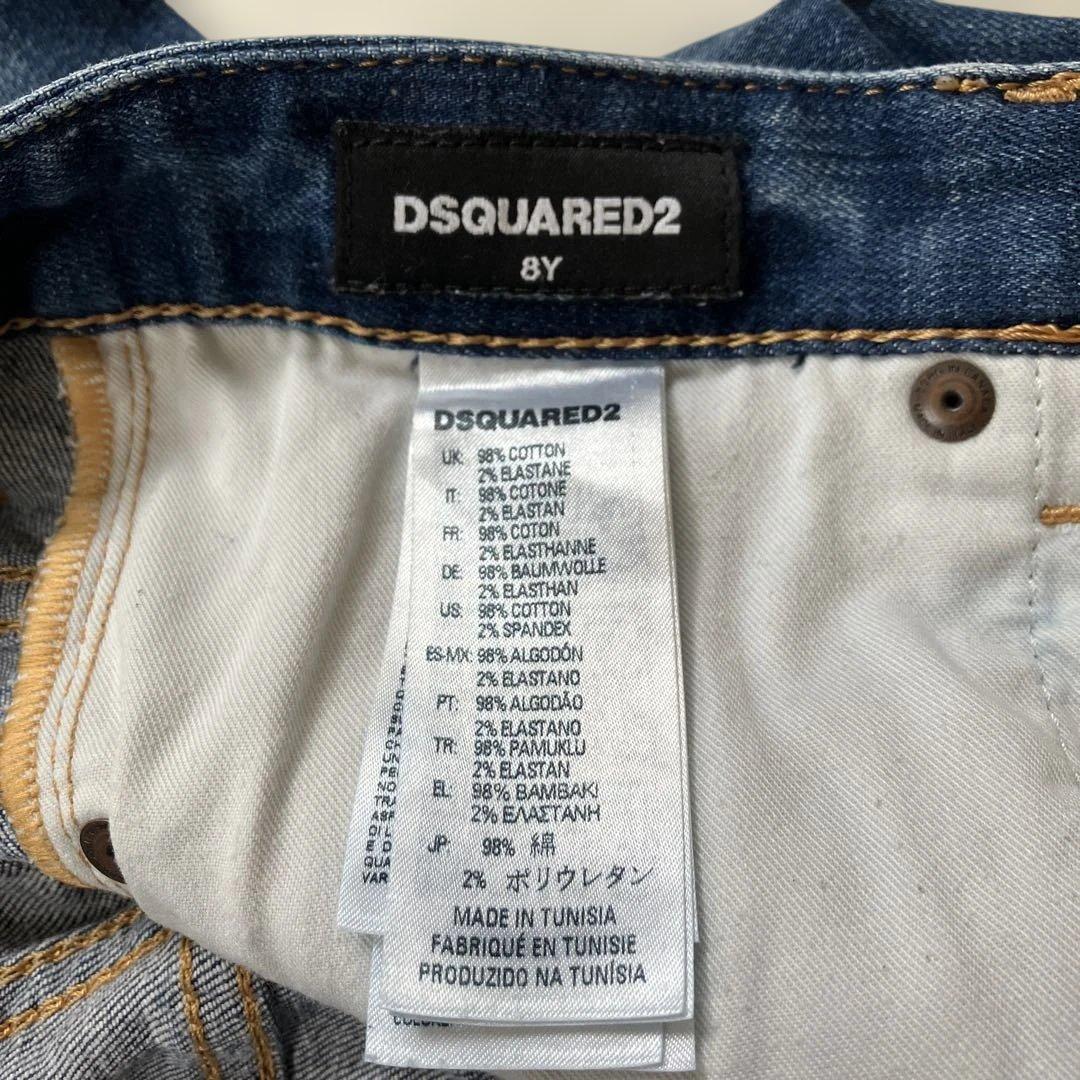 DSQUARED2
8Y
DSQUARED2
UK: 98% COTTON
2% ELASTANE
IT: 98% COTONE
2% ELASTAN
FR: 98% COTON
2% ELASTHANNE
DE: 98% BAUMWOLLE
2% ELASTHAN
US: 98% COTTON
2% SPANDEX
ES-MX: 98% ALGODÓN
2% ELASTANO
PT: 98% ALGODÃO
2% ELASTANO
TR: 98% PAMUKLU
2% ELASTAN
EL: 98% ΒΑΜΒΑΚΙ
2% ΕΛΑΣΤΑΝΗ
JP: 98% 綿
2% ポリウレタン
MADE IN TUNISIA
FABRIQUÉ EN TUNISIE
PRODUZIDO NA TUNÍSIA